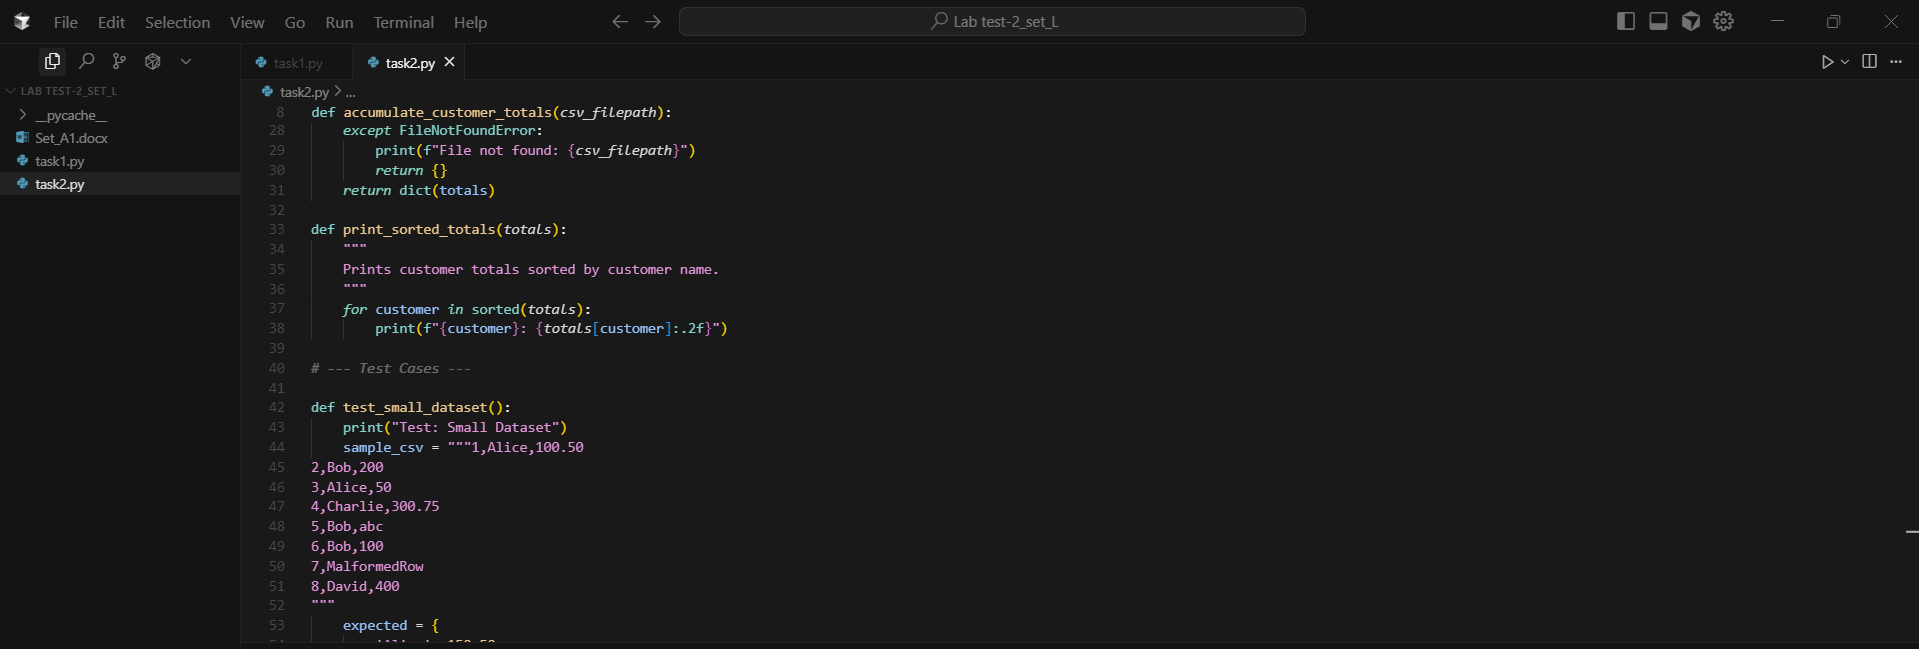 File Edit Selection View Go Run Terminal Help
Lab test-2_set_L
task1.py
task2.py
LAB TEST-2_SET_L
__pycache__
Set_A1.docx
task1.py
task2.py
task2.py > ...
8 def accumulate_customer_totals(csv_filepath):
28     except FileNotFoundError:
29         print(f"File not found: {csv_filepath}")
30         return {}
31     return dict(totals)
32
33 def print_sorted_totals(totals):
34     """
35     Prints customer totals sorted by customer name.
36     """
37     for customer in sorted(totals):
38         print(f"{customer}: {totals[customer]:.2f}")
39
40 # --- Test Cases ---
41
42 def test_small_dataset():
43     print("Test: Small Dataset")
44     sample_csv = """1,Alice,100.50
45 2,Bob,200
46 3,Alice,50
47 4,Charlie,300.75
48 5,Bob,abc
49 6,Bob,100
50 7,MalformedRow
51 8,David,400
52 """
53     expected = {